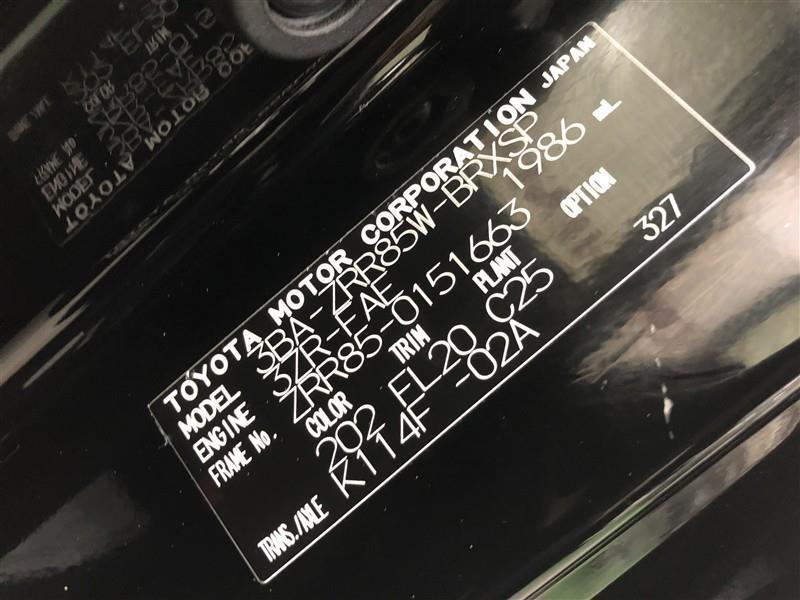 TOYOTA MOTOR CORPORATION JAPAN
MODEL 3BA-ZRR85W-BRXSP
ENGINE 3ZR-FAE 1986 mL
FRAME No. ZRR85-0151663
COLOR TRIM PLANT OPTION
202 FL20 C25 327
TRANS./AXLE K114F -02A